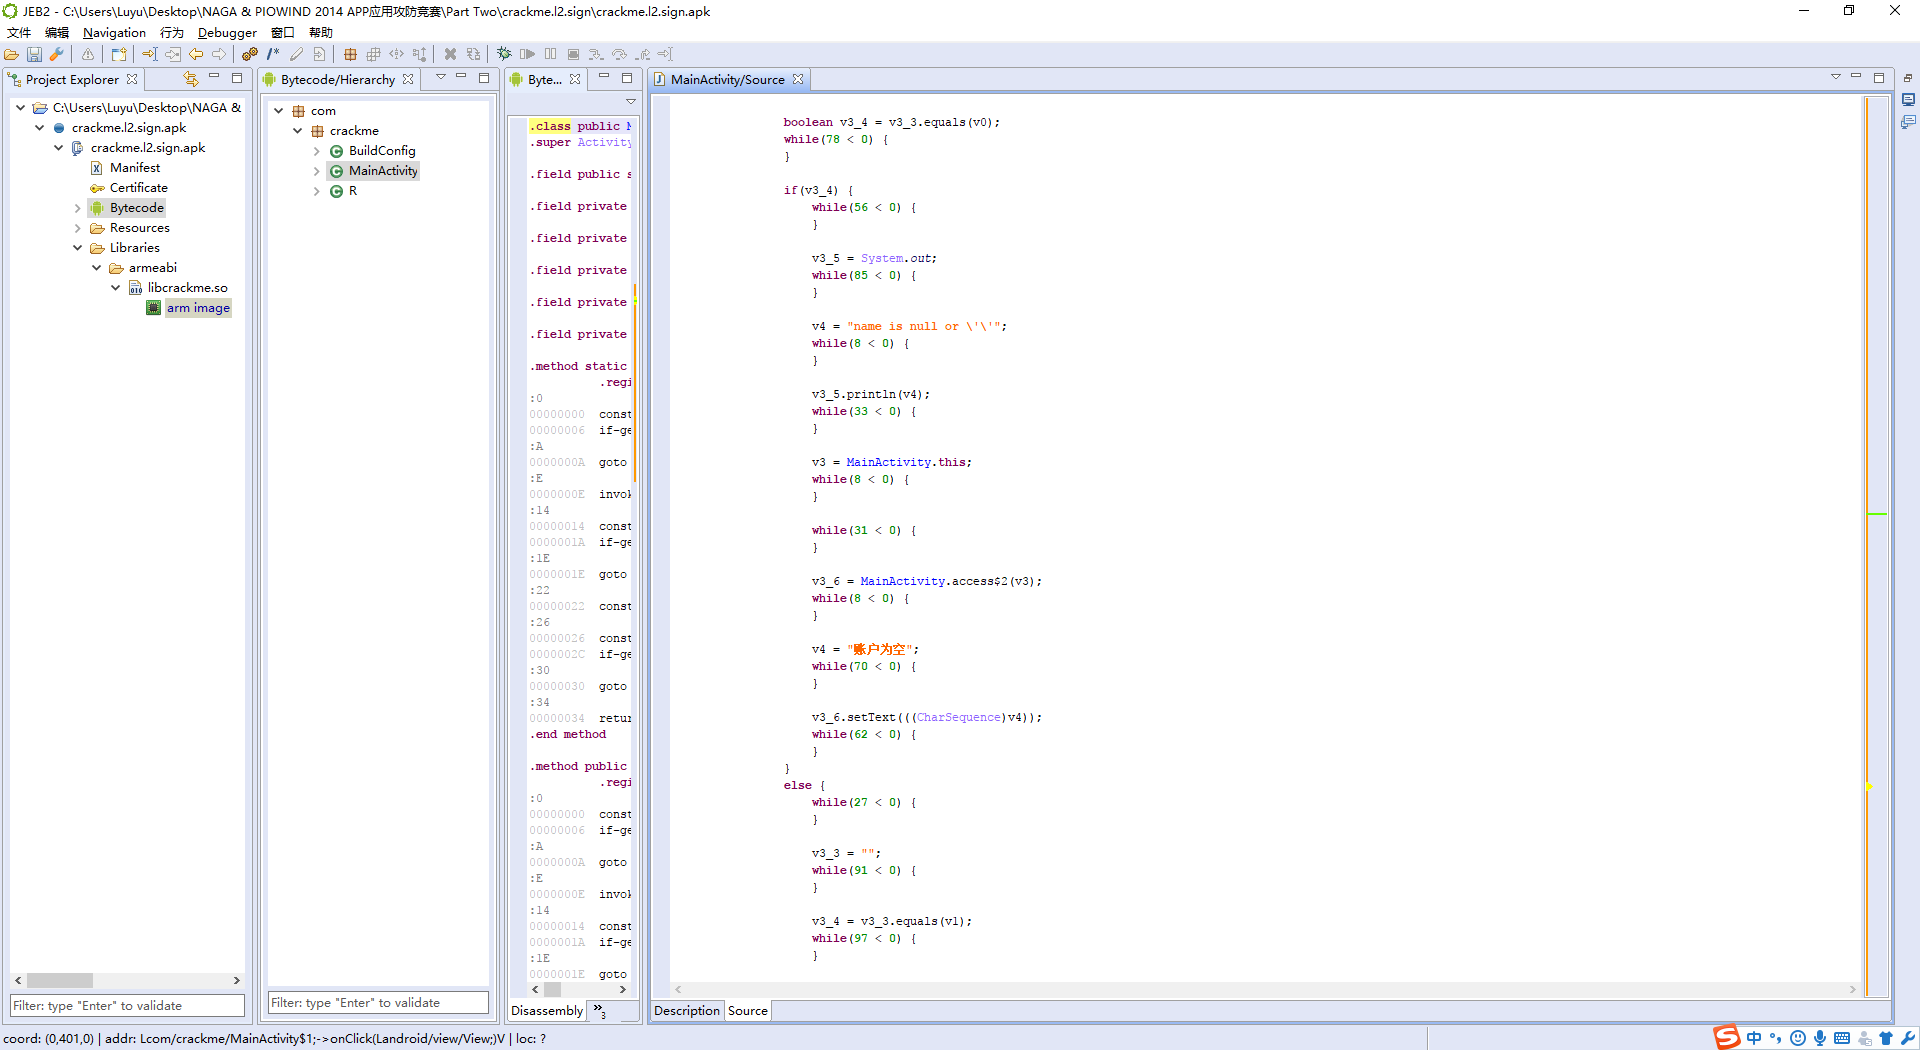 JEB2 - C:\Users\Luyu\Desktop\NAGA & PIOWIND 2014 APP应用攻防竞赛\Part Two\crackme.l2.sign\crackme.l2.sign.apk
文件 编辑 Navigation 行为 Debugger 窗口 帮助
Project Explorer
C:\Users\Luyu\Desktop\NAGA &
crackme.l2.sign.apk
crackme.l2.sign.apk
Manifest
Certificate
Bytecode
Resources
Libraries
armeabi
libcrackme.so
arm image
Filter: type "Enter" to validate
Bytecode/Hierarchy
com
crackme
BuildConfig
MainActivity
R
Filter: type "Enter" to validate
Byte...
.class public M
.super Activity
.field public s
.field private
.field private
.field private
.field private
.field private
.method static
.regi
:0
00000000 const
00000006 if-ge
:A
0000000A goto
:E
0000000E invok
:14
00000014 const
0000001A if-ge
:1E
0000001E goto
:22
00000022 const
:26
00000026 const
0000002C if-ge
:30
00000030 goto
:34
00000034 retur
.end method
.method public
.regi
:0
00000000 const
00000006 if-ge
:A
0000000A goto
:E
0000000E invok
:14
00000014 const
0000001A if-ge
:1E
0000001E goto
Disassembly »3
MainActivity/Source
boolean v3_4 = v3_3.equals(v0);
while(78 < 0) {
}
if(v3_4) {
while(56 < 0) {
}
v3_5 = System.out;
while(85 < 0) {
}
v4 = "name is null or \'\'";
while(8 < 0) {
}
v3_5.println(v4);
while(33 < 0) {
}
v3 = MainActivity.this;
while(8 < 0) {
}
while(31 < 0) {
}
v3_6 = MainActivity.access$2(v3);
while(8 < 0) {
}
v4 = "账户为空";
while(70 < 0) {
}
v3_6.setText(((CharSequence)v4));
while(62 < 0) {
}
}
else {
while(27 < 0) {
}
v3_3 = "";
while(91 < 0) {
}
v3_4 = v3_3.equals(v1);
while(97 < 0) {
}
Description Source
coord: (0,401,0) | addr: Lcom/crackme/MainActivity$1;->onClick(Landroid/view/View;)V | loc: ?
中